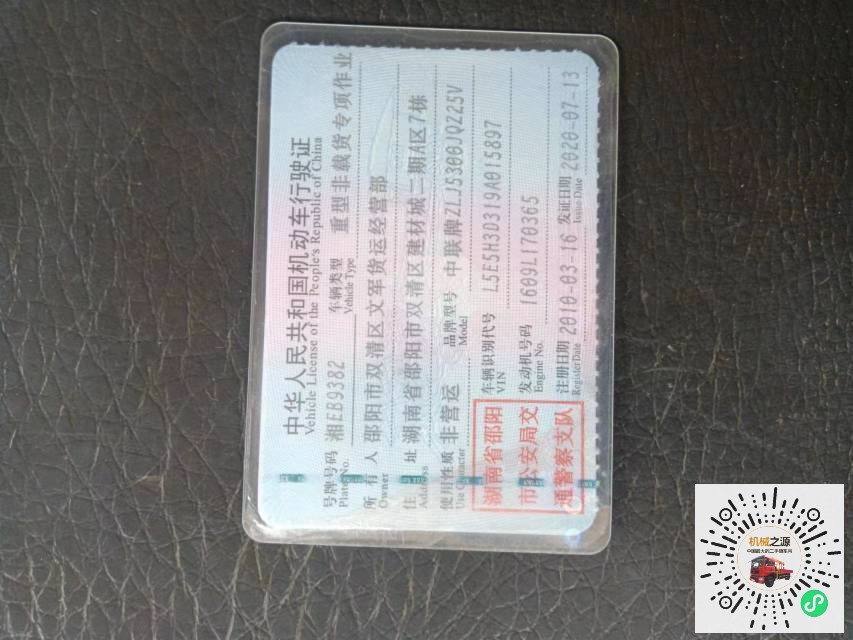 中华人民共和国机动车行驶证
Vehicle License of the People's Republic of China
号牌号码 湘EB9382 车辆类型 重型非载货专项作业
Plate No. Vehicle Type
所有人 邵阳市双清区文军货运经营部
Owner
住址 湖南省邵阳市双清区建材城二期A区7栋
Address
使用性质 非营运 品牌型号 中联牌ZLJ5300JQZ25V
Use Character Model
湖南省邵阳
市公安局交
通警察支队
车辆识别代号 L5E5H3D319A015897
VIN
发动机号码 1609L170365
Engine No.
注册日期 2010-03-16 发证日期 2020-07-13
Register Date Issue Date
机械之源